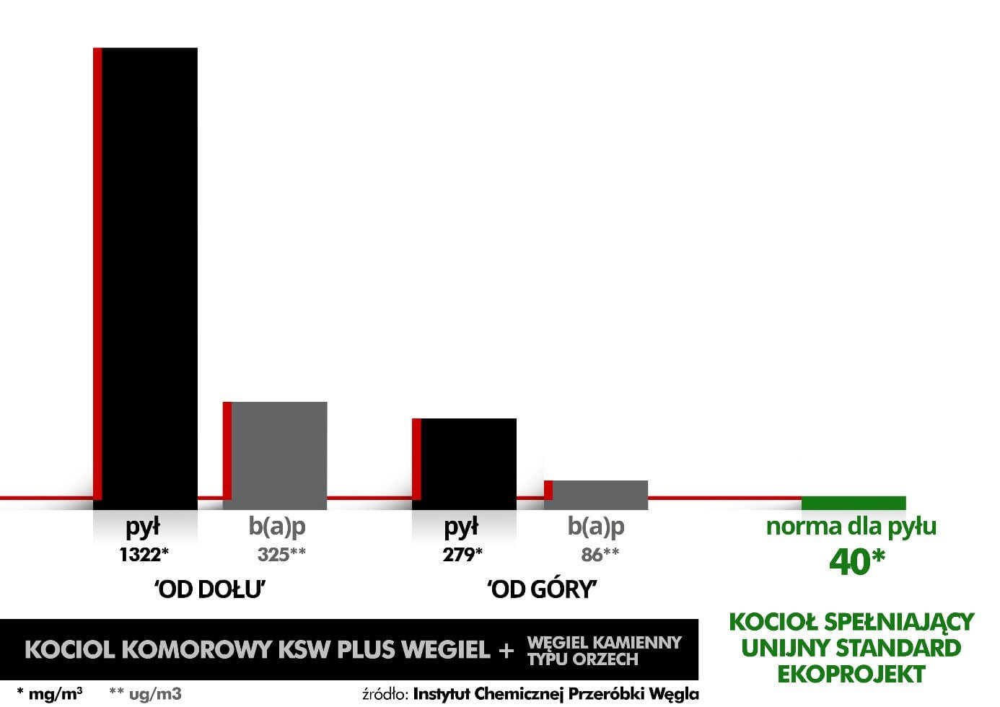 pył
b(a)p
pył
b(a)p
norma dla pyłu
1322*
325**
279*
86**
40*
‘OD DOŁU’
‘OD GÓRY’
KOCIOL KOMOROWY KSW PLUS WEGIEL +
WĘGIEL KAMIENNY
TYPU ORZECH
KOCIOŁ SPEŁNIAJĄCY
UNIJNY STANDARD
EKOPROJEKT
* mg/m³
** ug/m3
źródło: Instytut Chemicznej Przeróbki Węgla